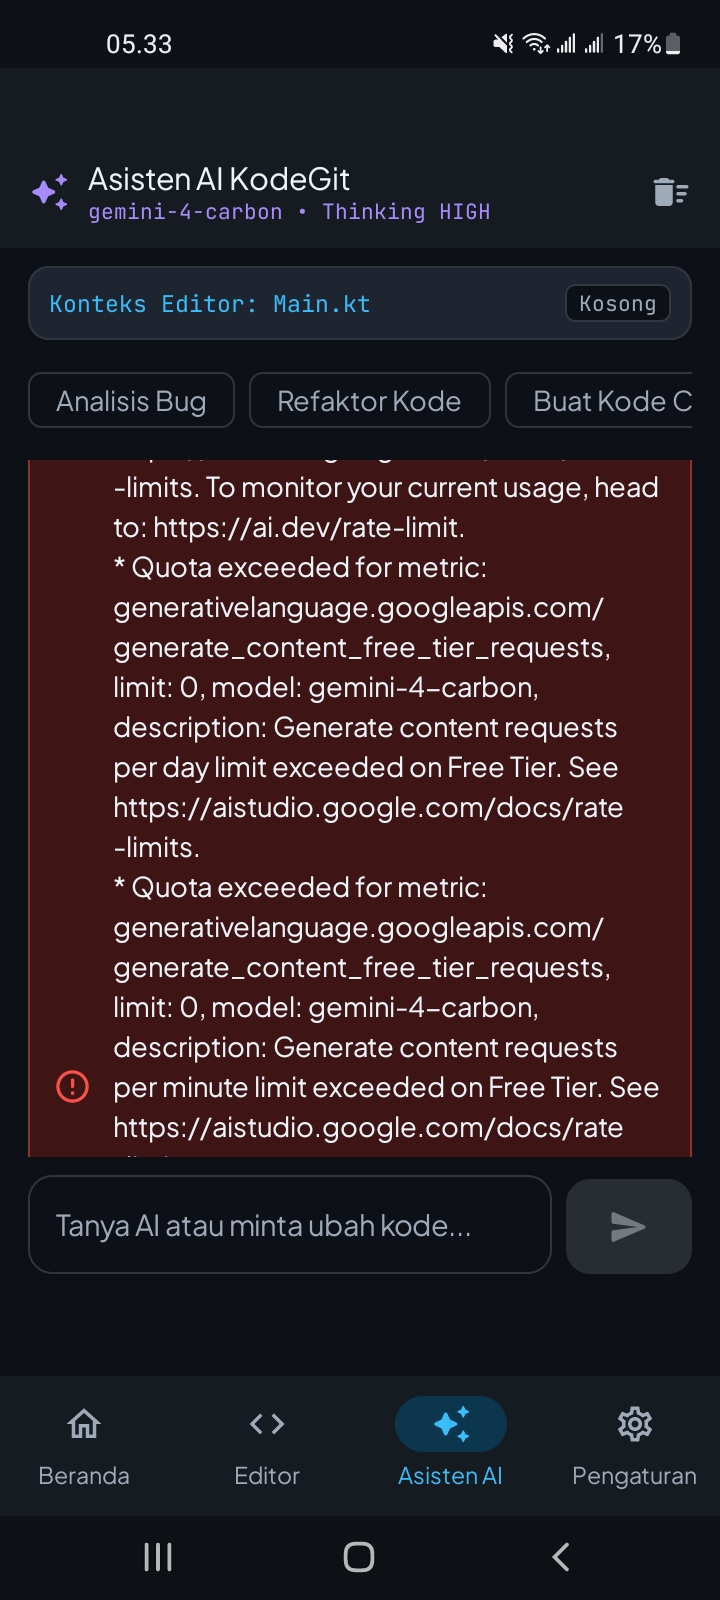 05.33
17%
Asisten AI KodeGit
gemini-4-carbon • Thinking HIGH
Konteks Editor: Main.kt
Kosong
Analisis Bug
Refaktor Kode
Buat Kode C
-limits. To monitor your current usage, head
to: https://ai.dev/rate-limit.
* Quota exceeded for metric:
generativelanguage.googleapis.com/
generate_content_free_tier_requests,
limit: 0, model: gemini-4-carbon,
description: Generate content requests
per day limit exceeded on Free Tier. See
https://aistudio.google.com/docs/rate
-limits.
* Quota exceeded for metric:
generativelanguage.googleapis.com/
generate_content_free_tier_requests,
limit: 0, model: gemini-4-carbon,
description: Generate content requests
per minute limit exceeded on Free Tier. See
https://aistudio.google.com/docs/rate
Tanya AI atau minta ubah kode...
Beranda
Editor
Asisten AI
Pengaturan